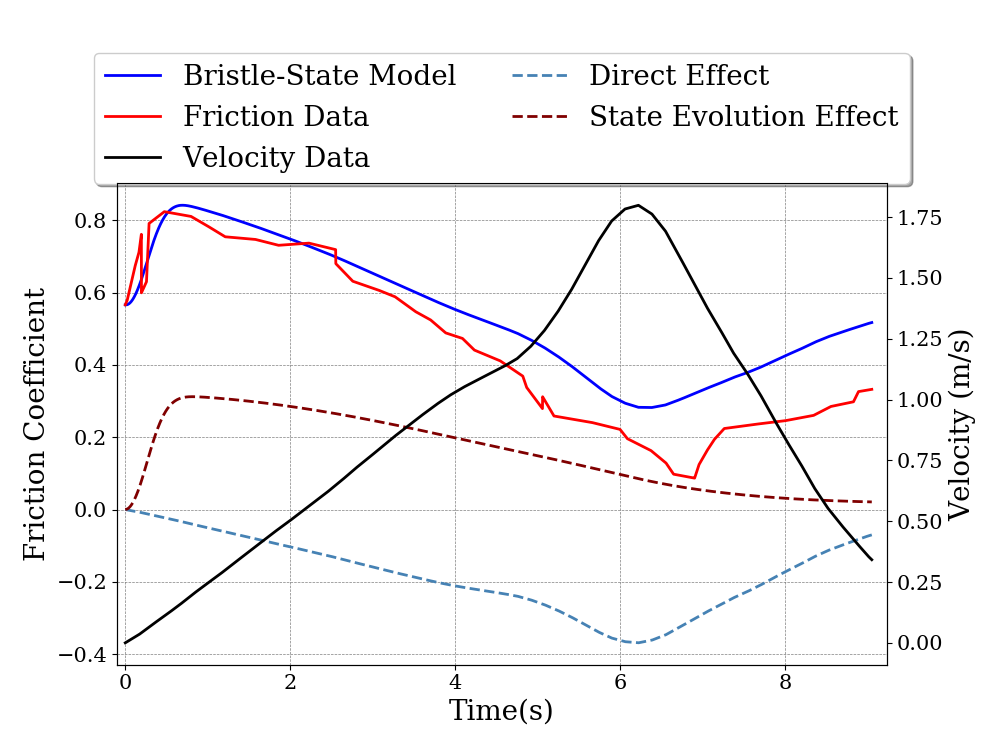 Bristle-State Model
Friction Data
Velocity Data
Direct Effect
State Evolution Effect
Friction Coefficient
0.8
0.6
0.4
0.2
0.0
−0.2
−0.4
1.75
1.50
1.25
1.00
0.75
0.50
0.25
0.00
Velocity (m/s)
0 2 4 6 8
Time(s)